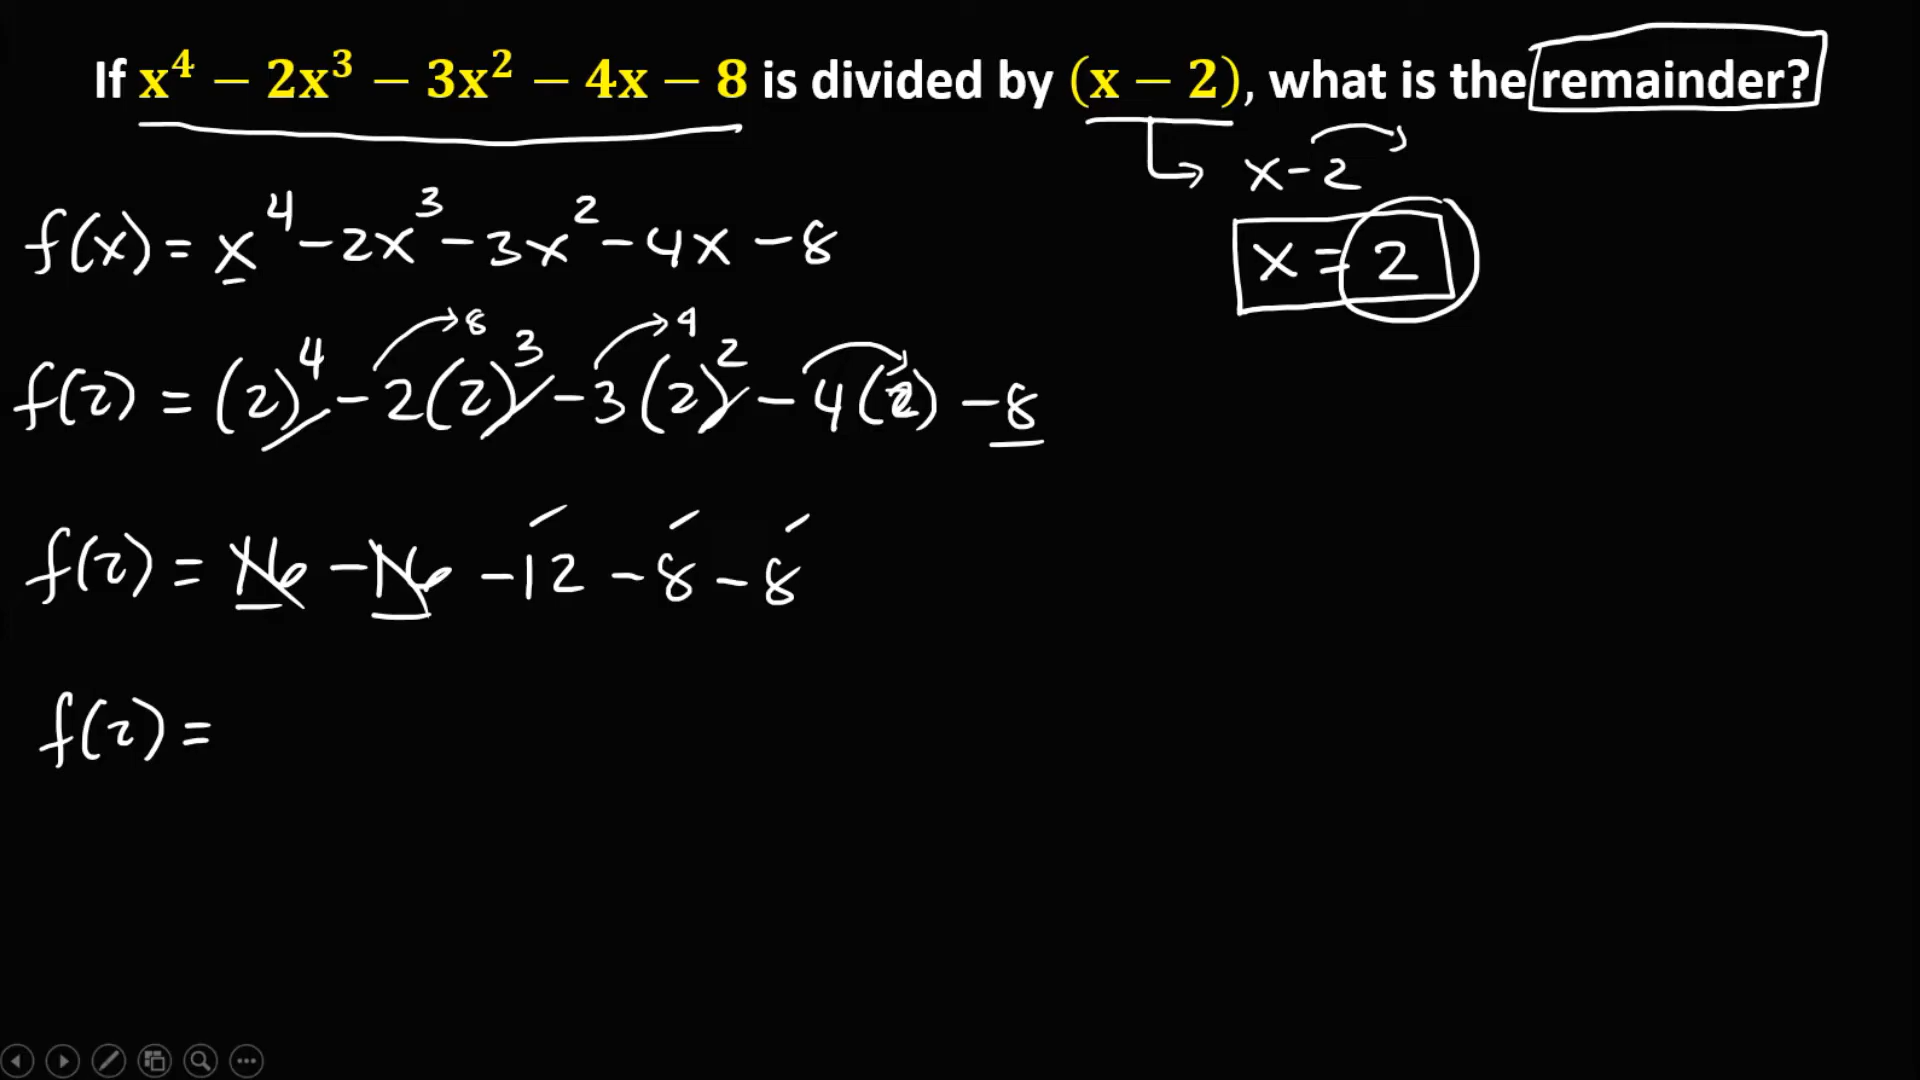 If x⁴ − 2x³ − 3x² − 4x − 8 is divided by (x − 2), what is the remainder?
x-2
x = 2
f(x) = x⁴ - 2x³ - 3x² - 4x - 8
8 4
f(2) = (2)⁴ - 2(2)³ - 3(2)² - 4(2) - 8
f(2) = 16 - 16 - 12 - 8 - 8
f(2) =